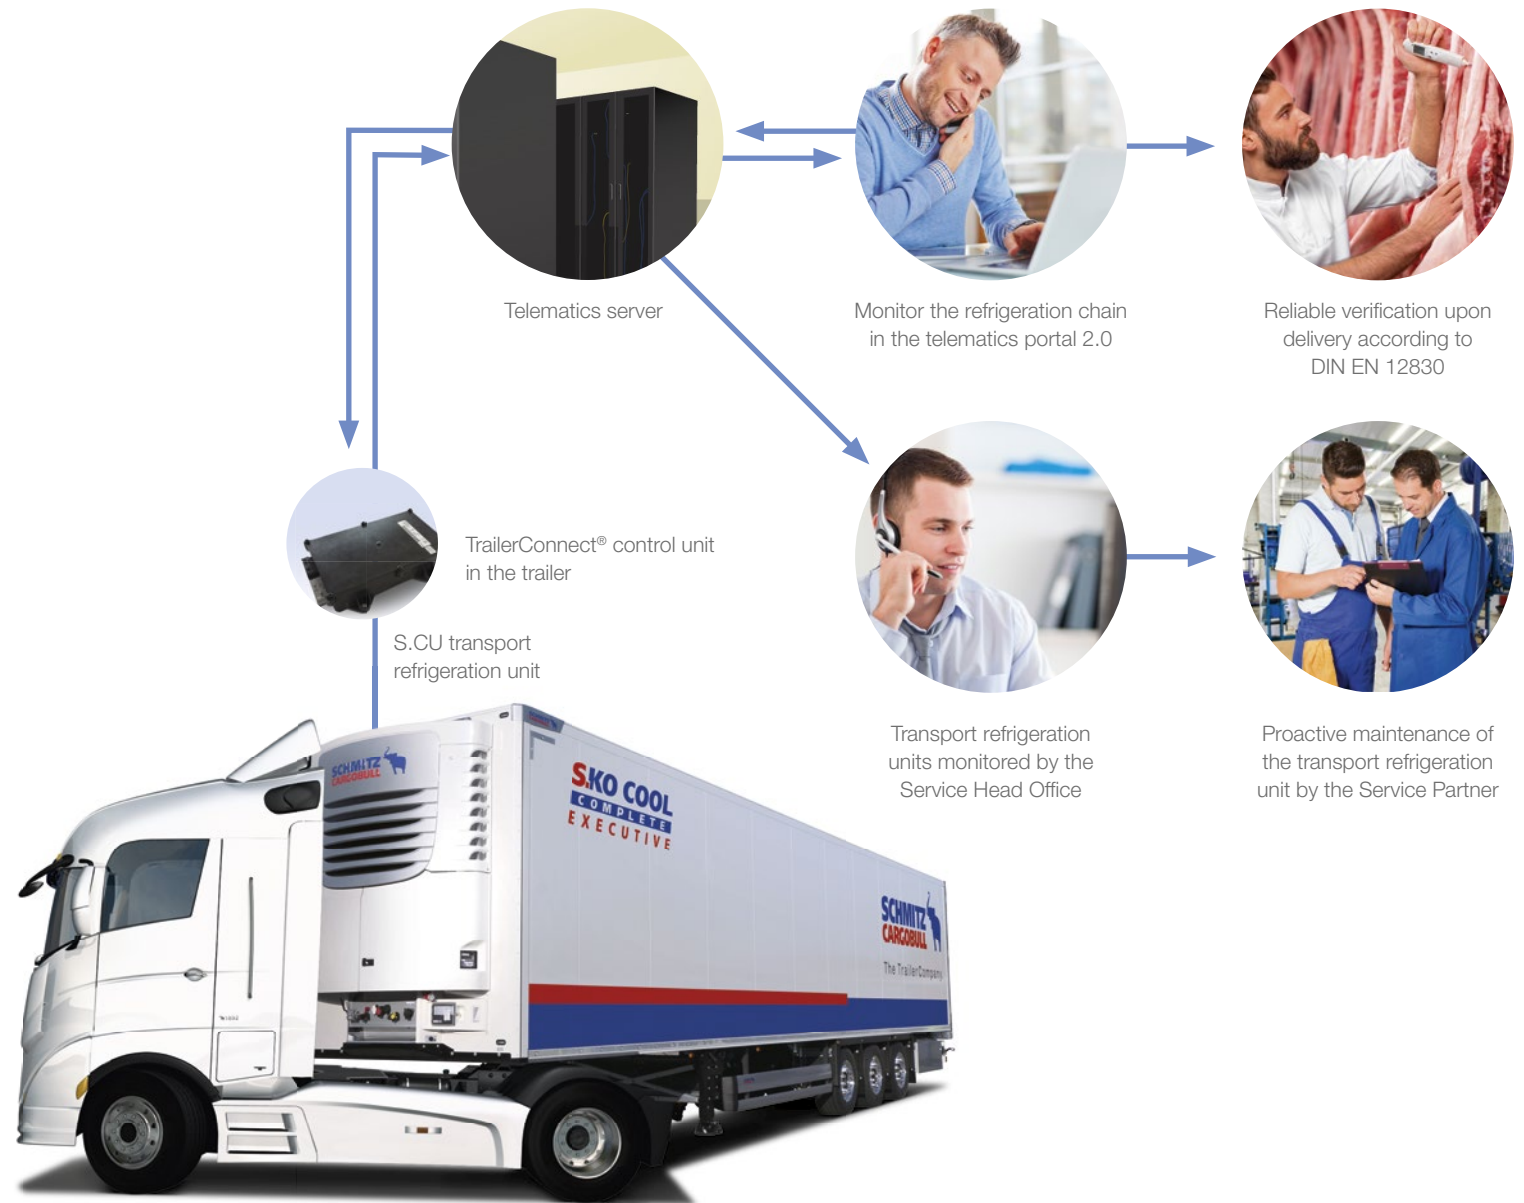 Telematics server
Monitor the refrigeration chain
in the telematics portal 2.0
Reliable verification upon
delivery according to
DIN EN 12830
TrailerConnect® control unit
in the trailer
S.CU transport
refrigeration unit
Transport refrigeration
units monitored by the
Service Head Office
Proactive maintenance of
the transport refrigeration
unit by the Service Partner
SCHMITZ
CARGOBULL
S.KO COOL
COMPLETE
EXECUTIVE
SCHMITZ
CARGOBULL
The TrailerCompany